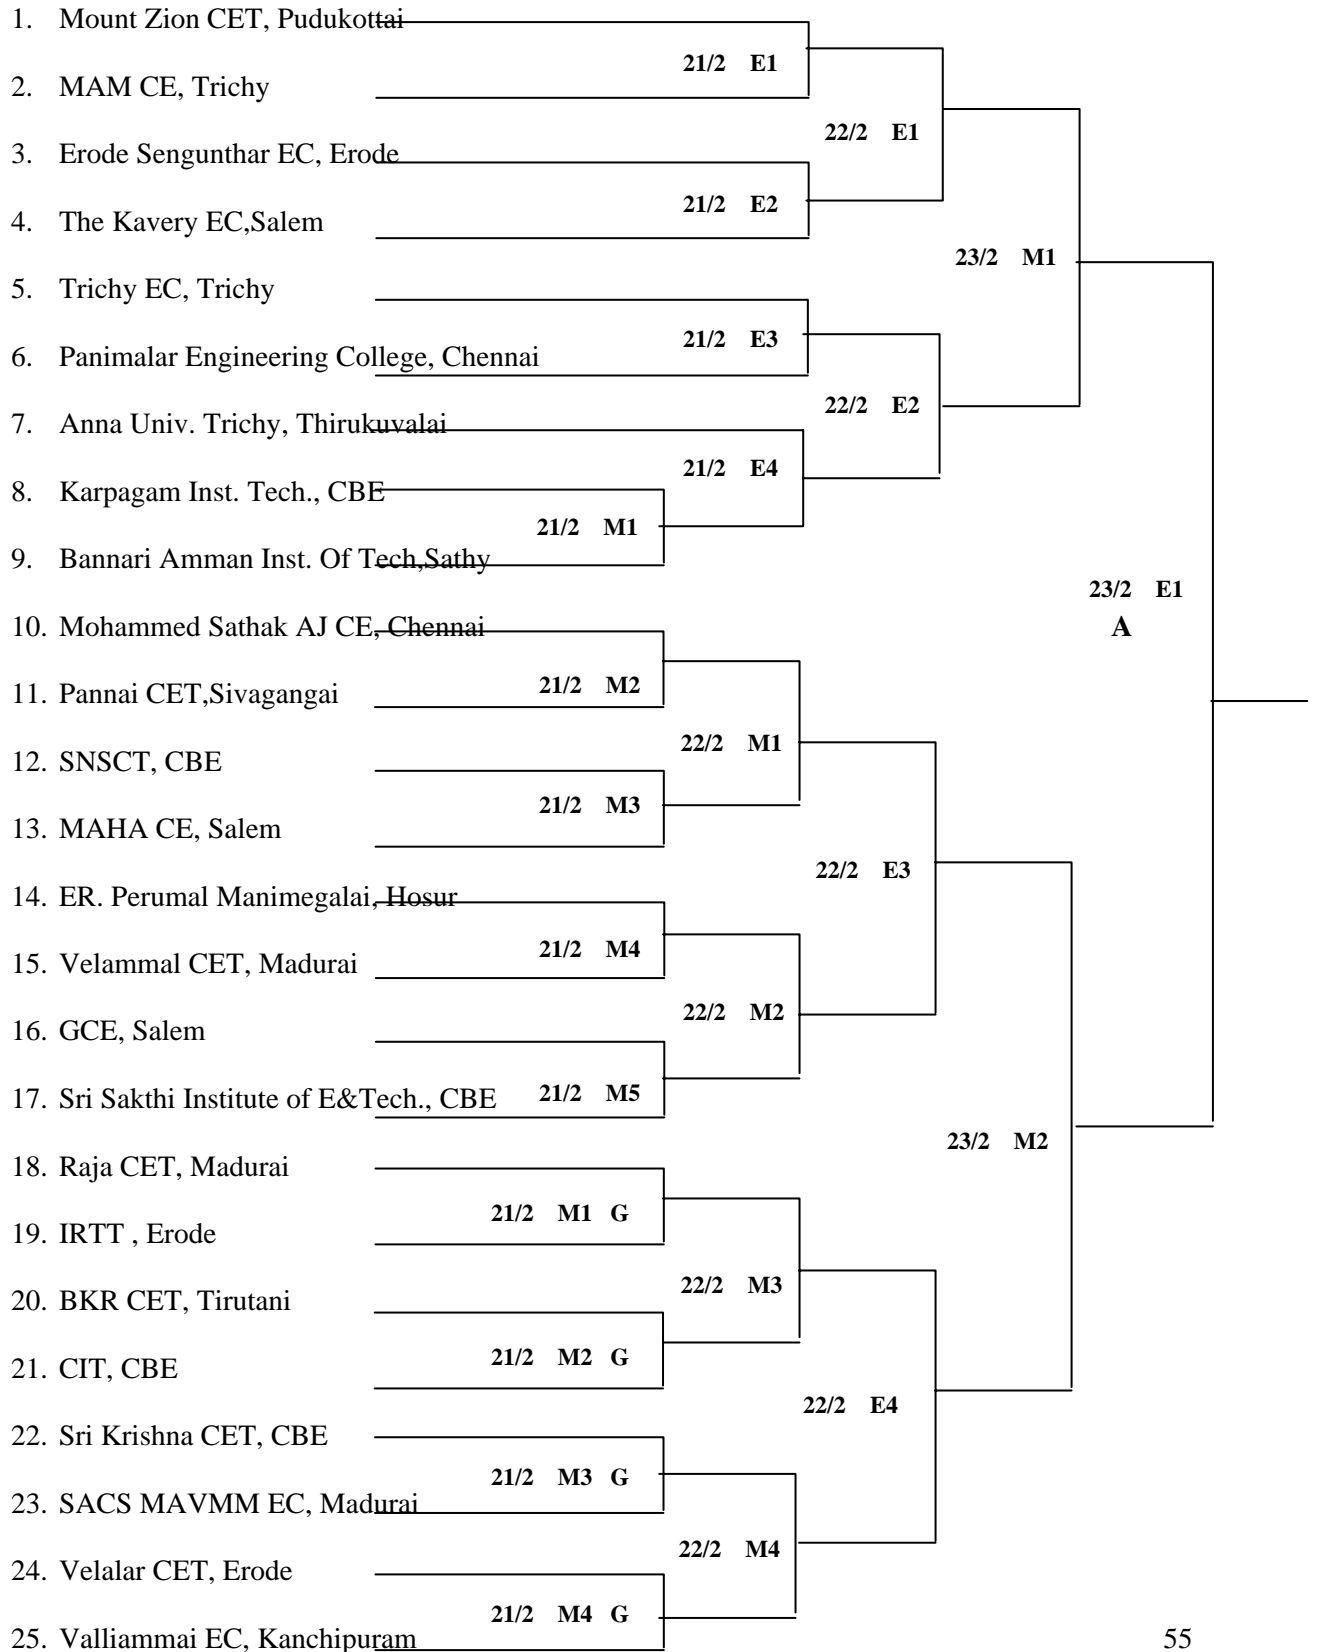 1. Mount Zion CET, Pudukottai
21/2 E1
2. MAM CE, Trichy
22/2 E1
3. Erode Sengunthar EC, Erode
21/2 E2
4. The Kavery EC,Salem
23/2 M1
5. Trichy EC, Trichy
21/2 E3
6. Panimalar Engineering College, Chennai
22/2 E2
7. Anna Univ. Trichy, Thirukuvalai
21/2 E4
8. Karpagam Inst. Tech., CBE
21/2 M1
9. Bannari Amman Inst. Of Tech,Sathy
23/2 E1
10. Mohammed Sathak AJ CE, Chennai
A
21/2 M2
11. Pannai CET,Sivagangai
22/2 M1
12. SNSCT, CBE
21/2 M3
13. MAHA CE, Salem
22/2 E3
14. ER. Perumal Manimegalai, Hosur
21/2 M4
15. Velammal CET, Madurai
22/2 M2
16. GCE, Salem
21/2 M5
17. Sri Sakthi Institute of E&Tech., CBE
23/2 M2
18. Raja CET, Madurai
21/2 M1 G
19. IRTT , Erode
22/2 M3
20. BKR CET, Tirutani
21/2 M2 G
21. CIT, CBE
22/2 E4
22. Sri Krishna CET, CBE
21/2 M3 G
23. SACS MAVMM EC, Madurai
22/2 M4
24. Velalar CET, Erode
21/2 M4 G
25. Valliammai EC, Kanchipuram
55